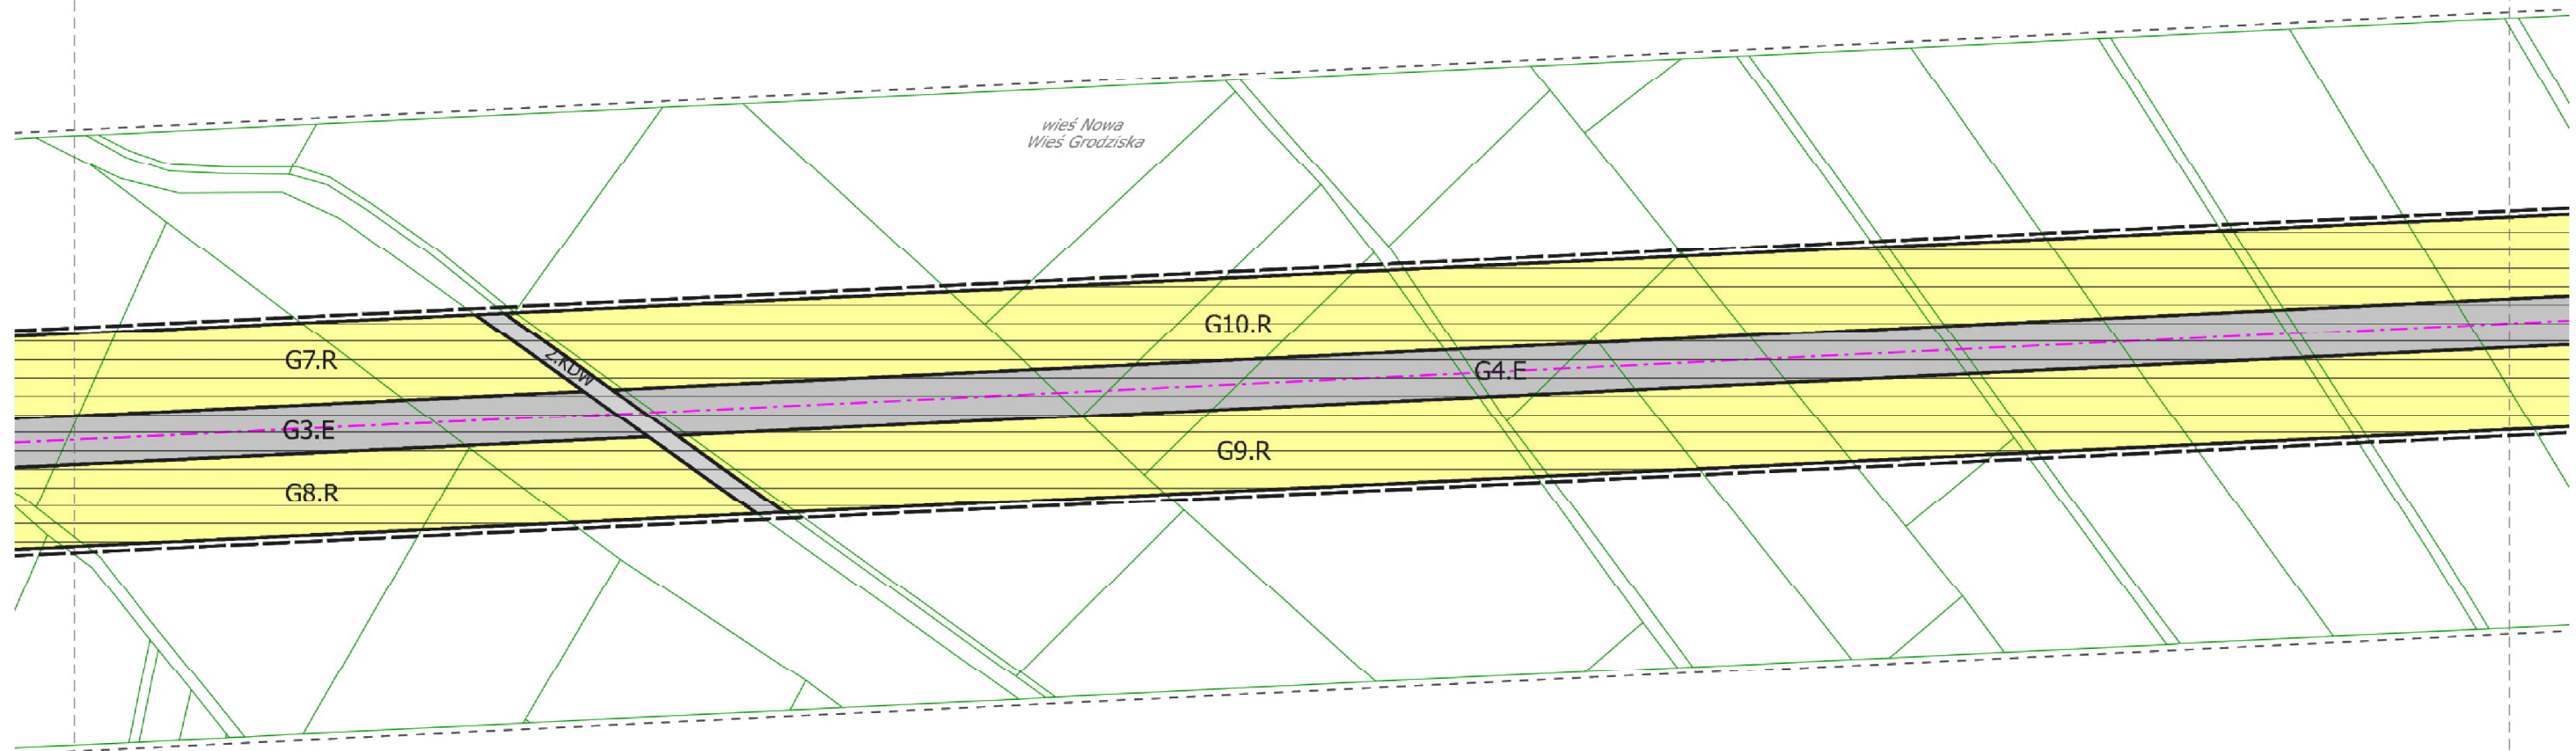 wieś Nowa
Wieś Grodziska
G10.R
G7.R
2.KDW
G4.E
G3.E
G9.R
G8.R